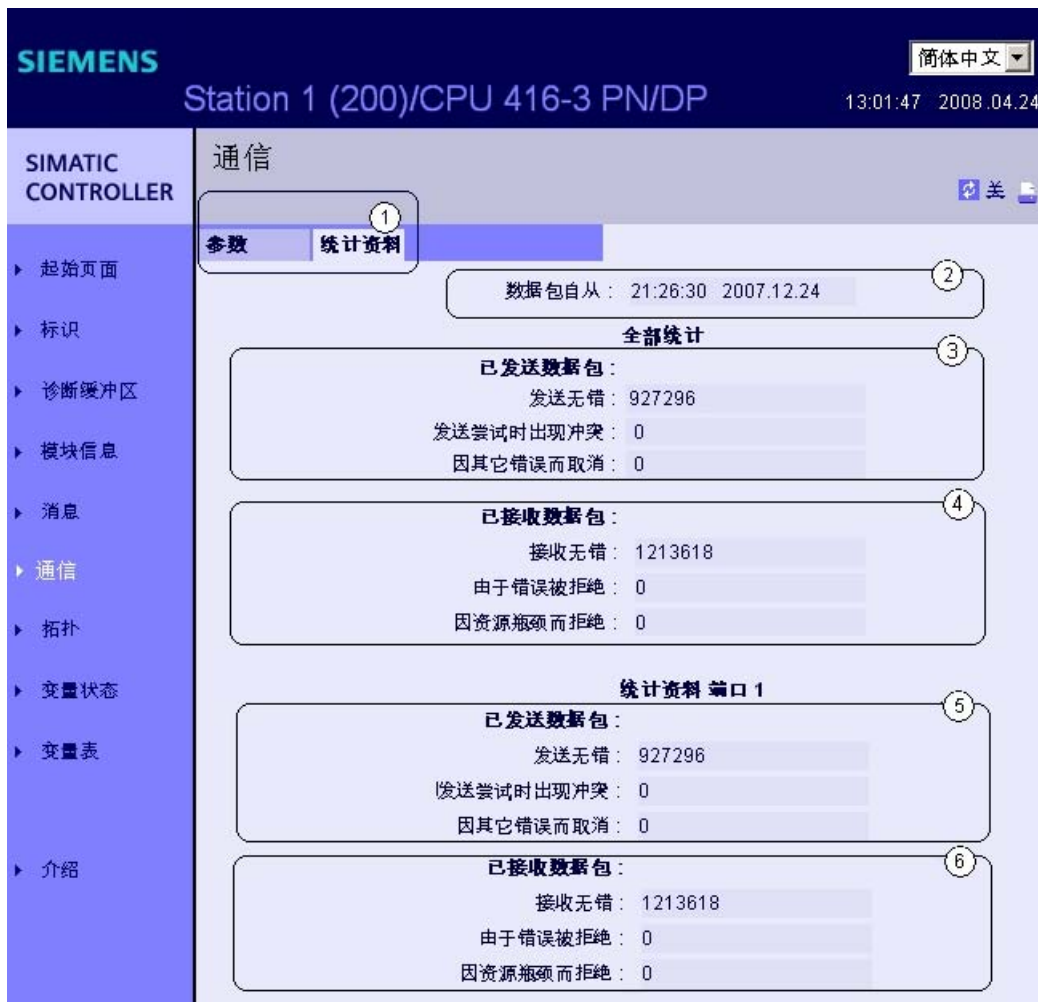 SIEMENS
简体中文
Station 1 (200)/CPU 416-3 PN/DP
13:01:47 2008.04.24
SIMATIC
CONTROLLER
通信
关
起始页面
标识
诊断缓冲区
模块信息
消息
通信
拓扑
变量状态
变量表
介绍
1
参数 统计资料
2
数据包自从： 21:26:30 2007.12.24
全部统计
3
已发送数据包：
发送无错： 927296
发送尝试时出现冲突： 0
因其它错误而取消： 0
4
已接收数据包：
接收无错： 1213618
由于错误被拒绝： 0
因资源瓶颈而拒绝： 0
统计资料 端口 1
5
已发送数据包：
发送无错： 927296
发送尝试时出现冲突： 0
因其它错误而取消： 0
6
已接收数据包：
接收无错： 1213618
由于错误被拒绝： 0
因资源瓶颈而拒绝： 0